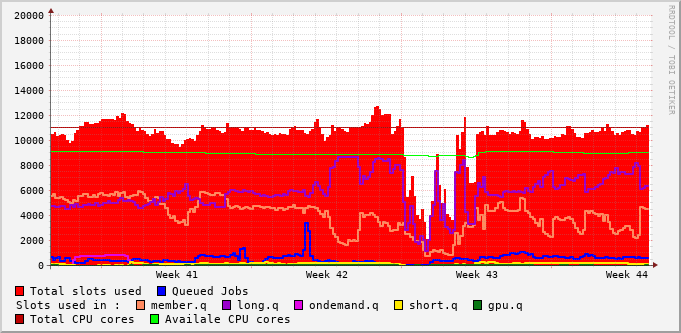 20000
18000
16000
14000
12000
10000
8000
6000
4000
2000
0
Week 41 Week 42 Week 43 Week 44
Total slots used Queued Jobs
Slots used in : member.q long.q ondemand.q short.q gpu.q
Total CPU cores Availale CPU cores
RRDTOOL / TOBI OETIKER